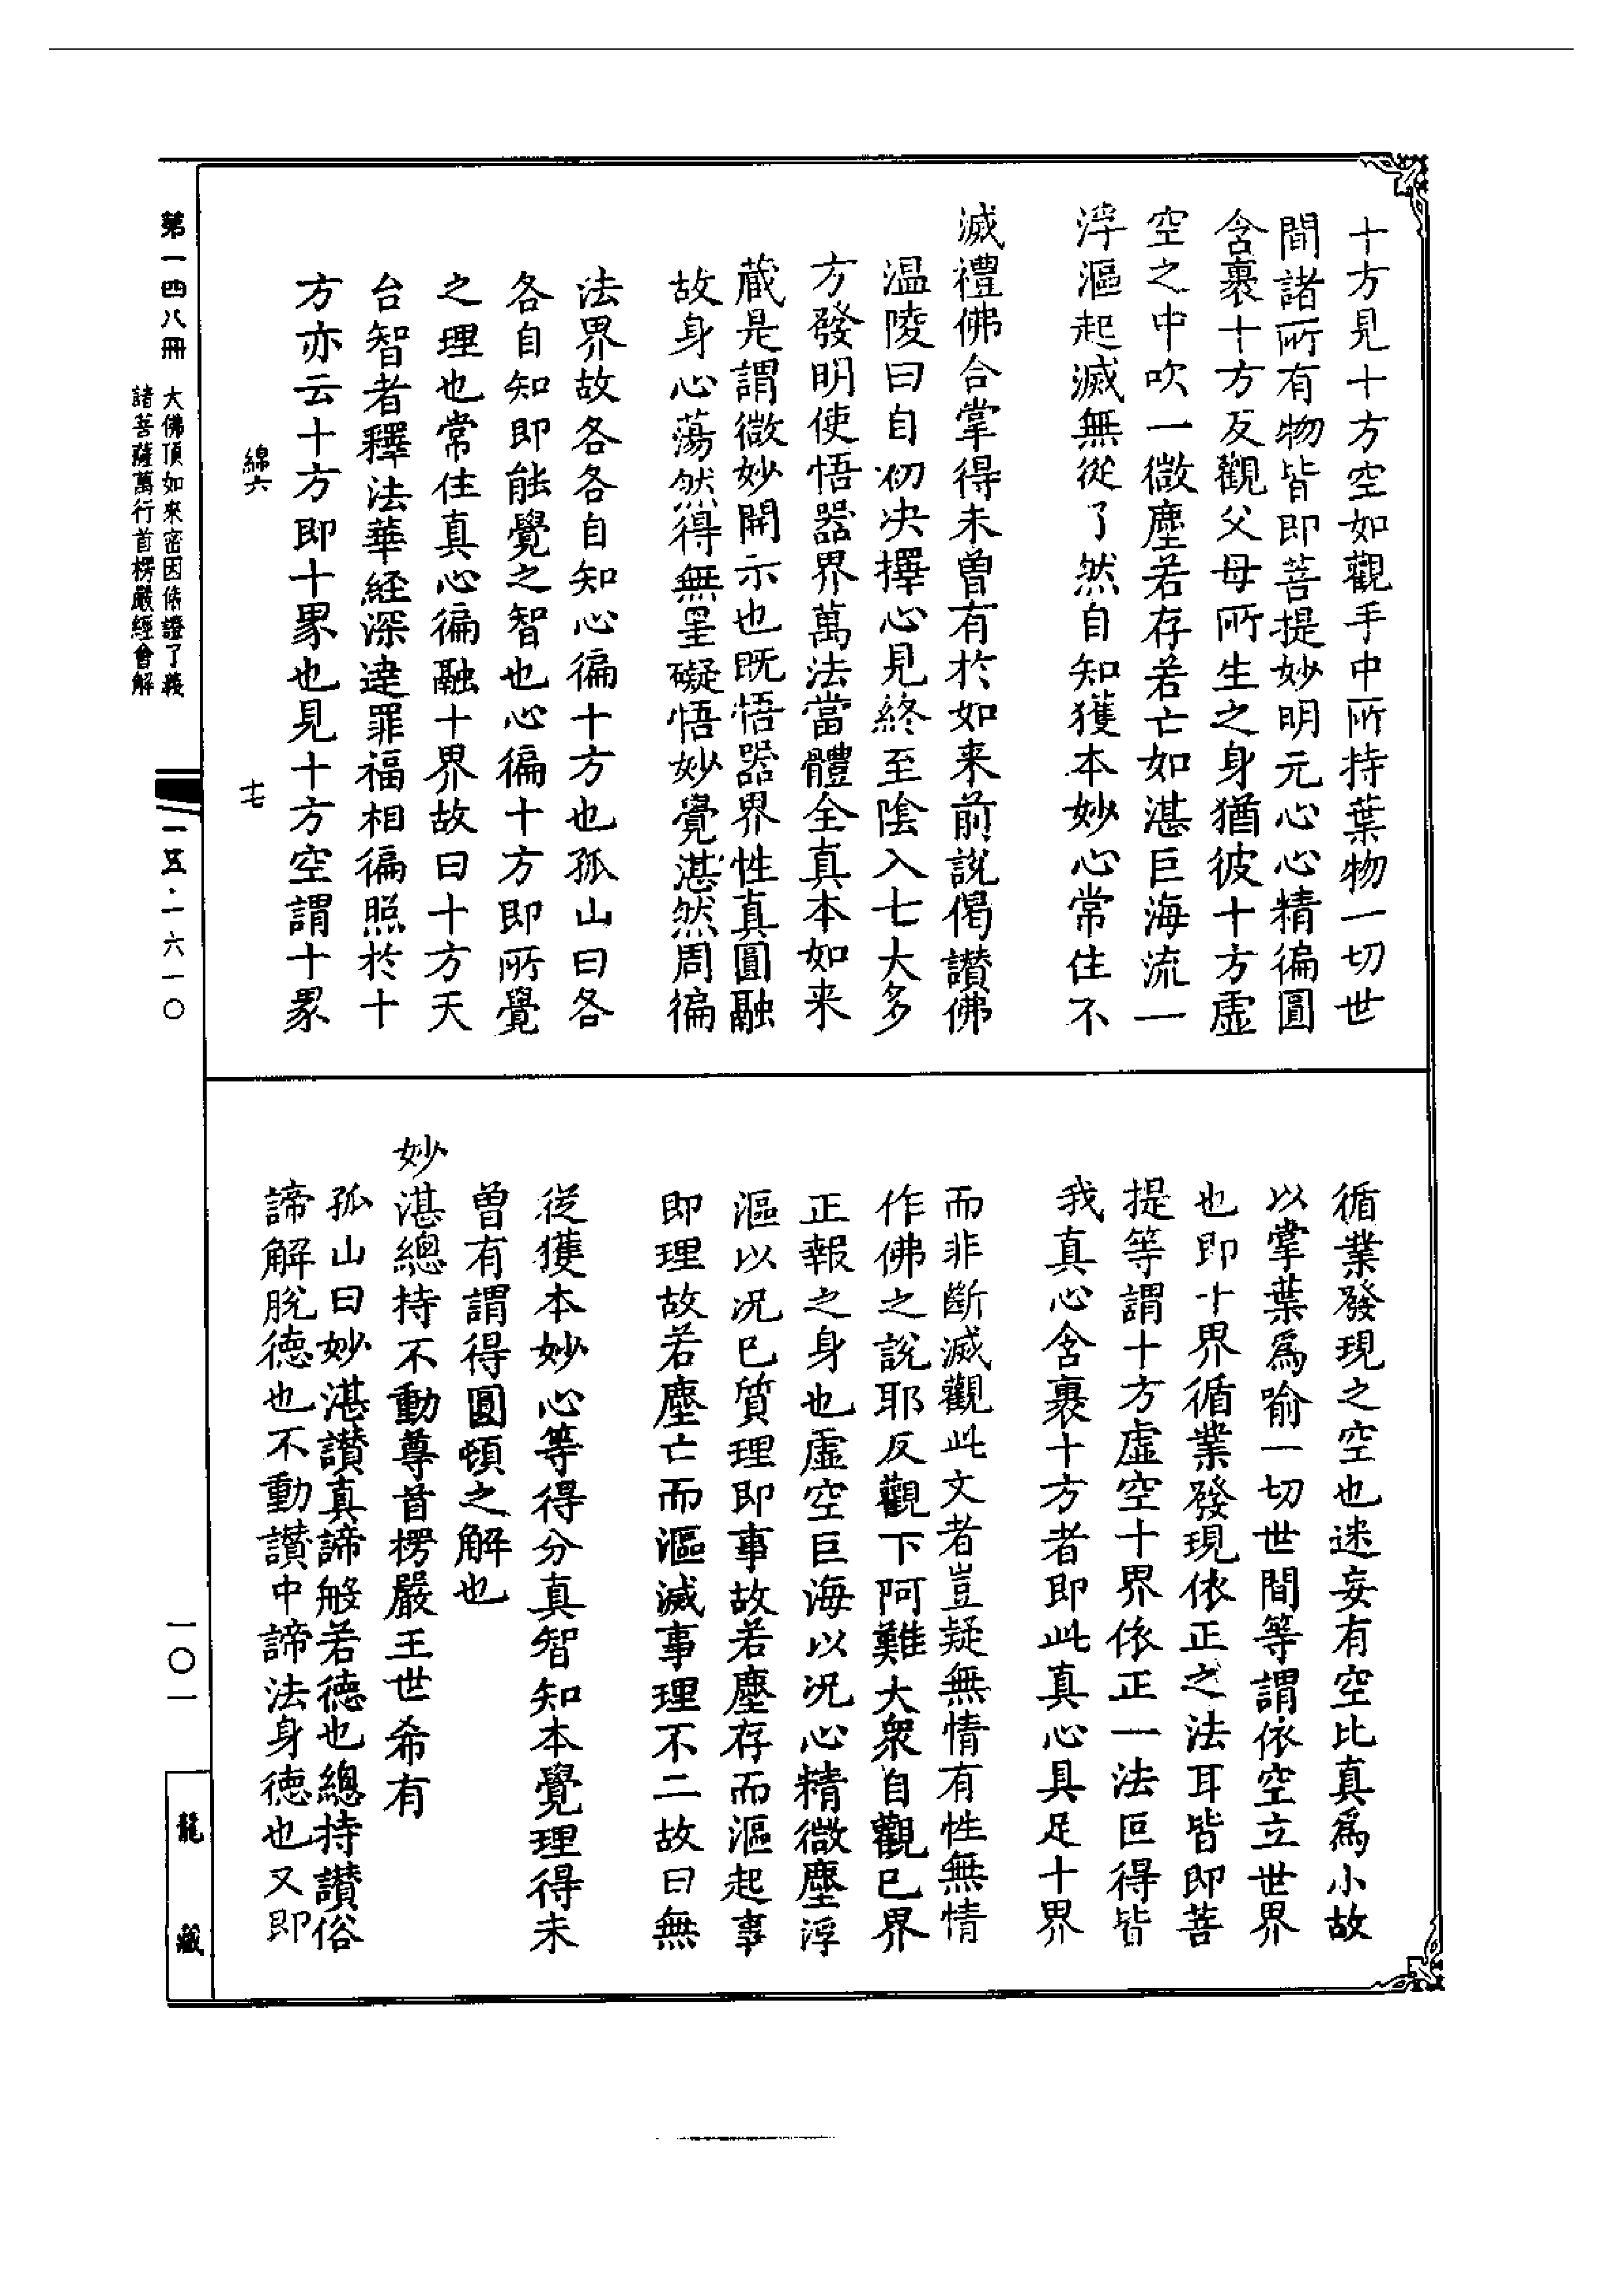 十方見十方空如觀手中所持葉物一切世
間諸所有物皆即菩提妙明元心心精徧圓
含裹十方反觀父母所生之身猶彼十方虛
空之中吹一微塵若存若亡如湛巨海流一
浮漚起滅無從了然自知獲本妙心常住不
滅禮佛合掌得未曾有於如来前說偈讃佛
温陵曰自初决擇心見終至陰入七大多
方發明使悟器界萬法當體全真本如来
蔵是謂微妙開示也既悟器界性真圓融
故身心蕩然得無罣礙悟妙覺湛然周徧
法界故各各自知心徧十方也孤山曰各
各自知即能覺之智也心徧十方即所覺
之理也常住真心徧融十界故曰十方天
台智者釋法華経深達罪福相徧照於十
方亦云十方即十界也見十方空謂十界
綿六
十七
循業發現之空也迷妄有空比真爲小故
以掌葉爲喻一切世間等謂依空立世界
也即十界循業發現依正之法耳皆即菩
提等謂十方虛空十界依正一法叵得皆
我真心含裹十方者即此真心具足十界
而非斷滅觀此文者豈疑無情有性無情
作佛之說耶反觀下阿難大衆自觀已界
正報之身也虛空巨海以况心精微塵浮
漚以况已質理即事故若塵存而漚起事
即理故若塵亡而漚滅事理不二故曰無
従獲本妙心等得分真智知本覺理得未
曾有謂得圓頓之解也
妙湛總持不動尊首楞嚴王世希有
孤山曰妙湛讃真諦般若德也總持讃俗
諦解脫德也不動讃中諦法身德也又即
第一四八冊
大佛頂如來密因修證了義
諸菩薩萬行首楞嚴經會解
一五·一六一〇
一〇一
龍藏